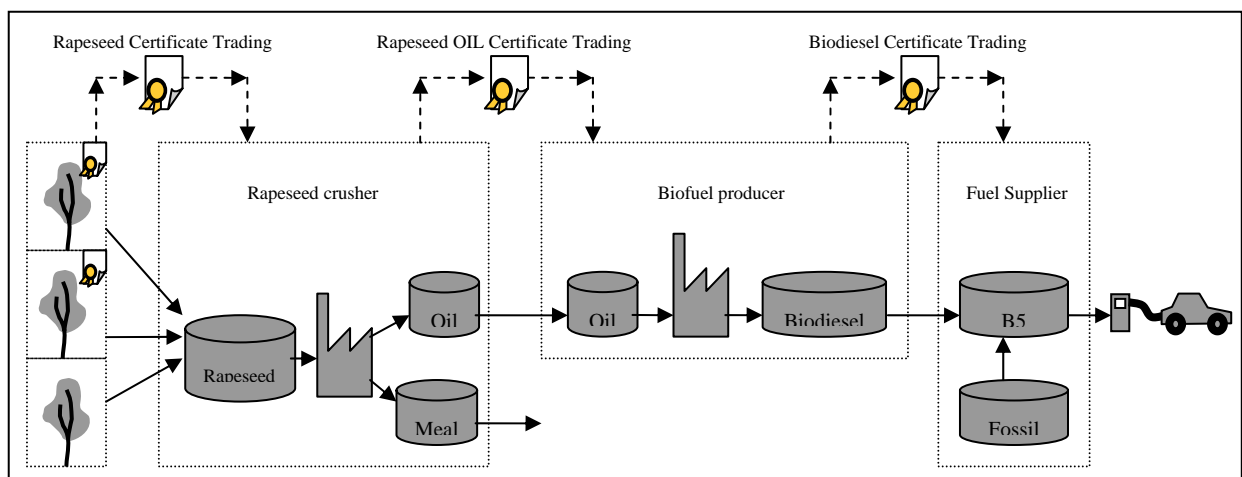 Rapeseed Certificate Trading
Rapeseed OIL Certificate Trading
Biodiesel Certificate Trading
Rapeseed crusher
Biofuel producer
Fuel Supplier
Oil
Oil
Biodiesel
B5
Rapeseed
Meal
Fossil